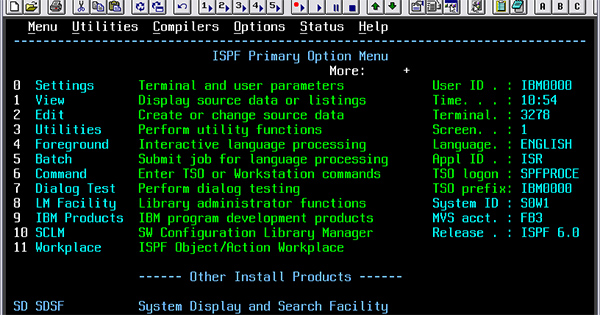 1 2 3 4 5 A B C
Menu Utilities Compilers Options Status Help
ISPF Primary Option Menu
More: +
0 Settings Terminal and user parameters User ID . : IBM0000
1 View Display source data or listings Time. . . : 10:54
2 Edit Create or change source data Terminal. : 3278
3 Utilities Perform utility functions Screen. . : 1
4 Foreground Interactive language processing Language. : ENGLISH
5 Batch Submit job for language processing Appl ID . : ISR
6 Command Enter TSO or Workstation commands TSO logon : SPFPROCE
7 Dialog Test Perform dialog testing TSO prefix: IBM0000
8 LM Facility Library administrator functions System ID : S0W1
9 IBM Products IBM program development products MVS acct. : FB3
10 SCLM SW Configuration Library Manager Release . : ISPF 6.0
11 Workplace ISPF Object/Action Workplace
------ Other Install Products ------
SD SDSF System Display and Search Facility